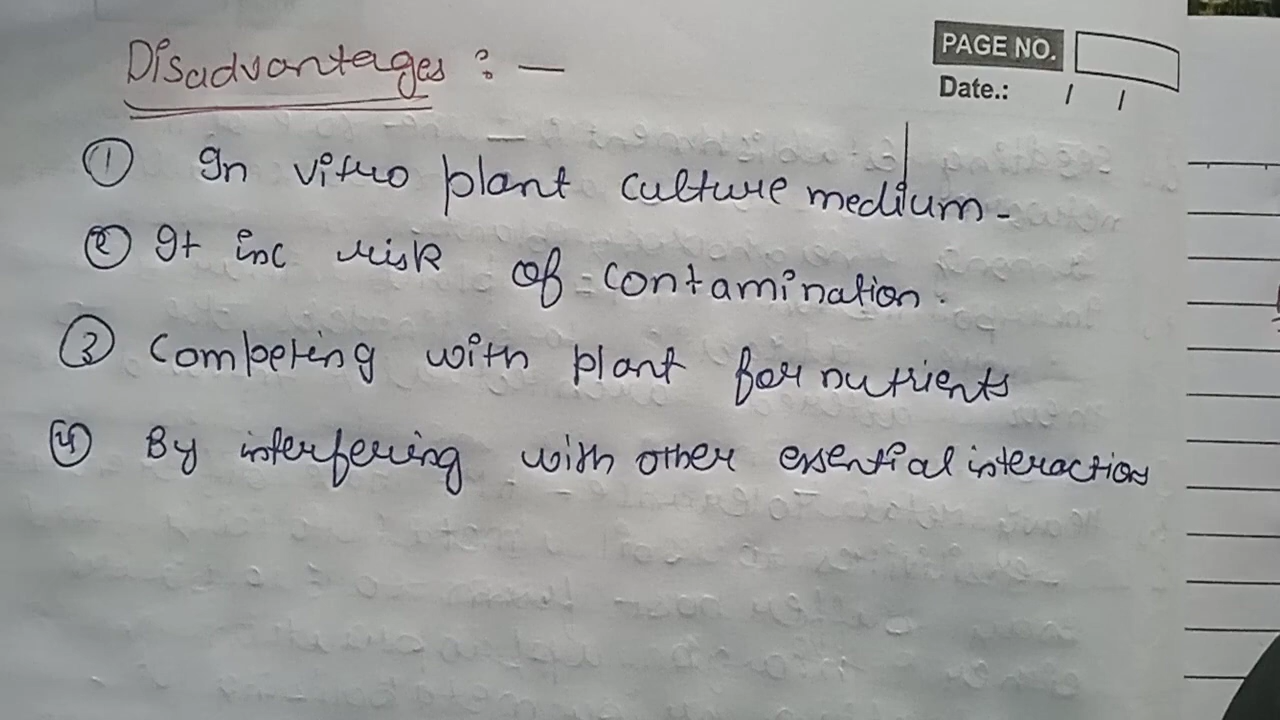 PAGE NO.
Date.: / /
Disadvantages : —
① In vitro plant culture medium -
② It inc risk of contamination.
③ Competing with plant for nutrients
④ By interfering with other essential interactions